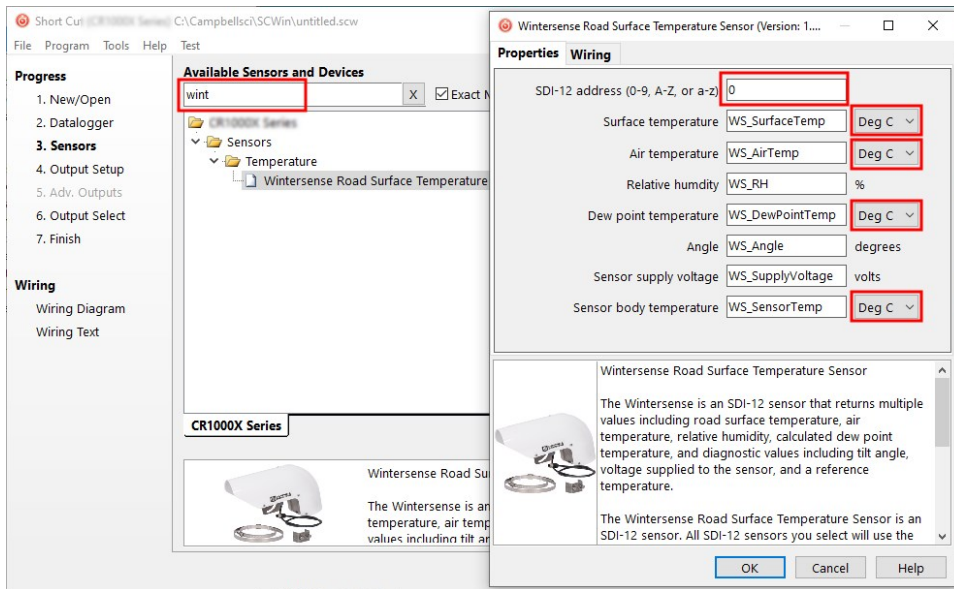 Short Cut (CR1000X Series) C:\Campbellsci\SCWin\untitled.scw
File Program Tools Help Test
Progress
1. New/Open
2. Datalogger
3. Sensors
4. Output Setup
5. Adv. Outputs
6. Output Select
7. Finish
Wiring
Wiring Diagram
Wiring Text
Available Sensors and Devices
wint X Exact
CR1000X Series
Sensors
Temperature
Wintersense Road Surface Temperature
CR1000X Series
Wintersense Road Su
The Wintersense is an
temperature, air temp
values including tilt ar
Wintersense Road Surface Temperature Sensor (Version: 1....
Properties Wiring
SDI-12 address (0-9, A-Z, or a-z) 0
Surface temperature WS_SurfaceTemp Deg C
Air temperature WS_AirTemp Deg C
Relative humdity WS_RH %
Dew point temperature WS_DewPointTemp Deg C
Angle WS_Angle degrees
Sensor supply voltage WS_SupplyVoltage volts
Sensor body temperature WS_SensorTemp Deg C
Wintersense Road Surface Temperature Sensor
The Wintersense is an SDI-12 sensor that returns multiple
values including road surface temperature, air
temperature, relative humidity, calculated dew point
temperature, and diagnostic values including tilt angle,
voltage supplied to the sensor, and a reference
temperature.
The Wintersense Road Surface Temperature Sensor is an
SDI-12 sensor. All SDI-12 sensors you select will use the
OK Cancel Help